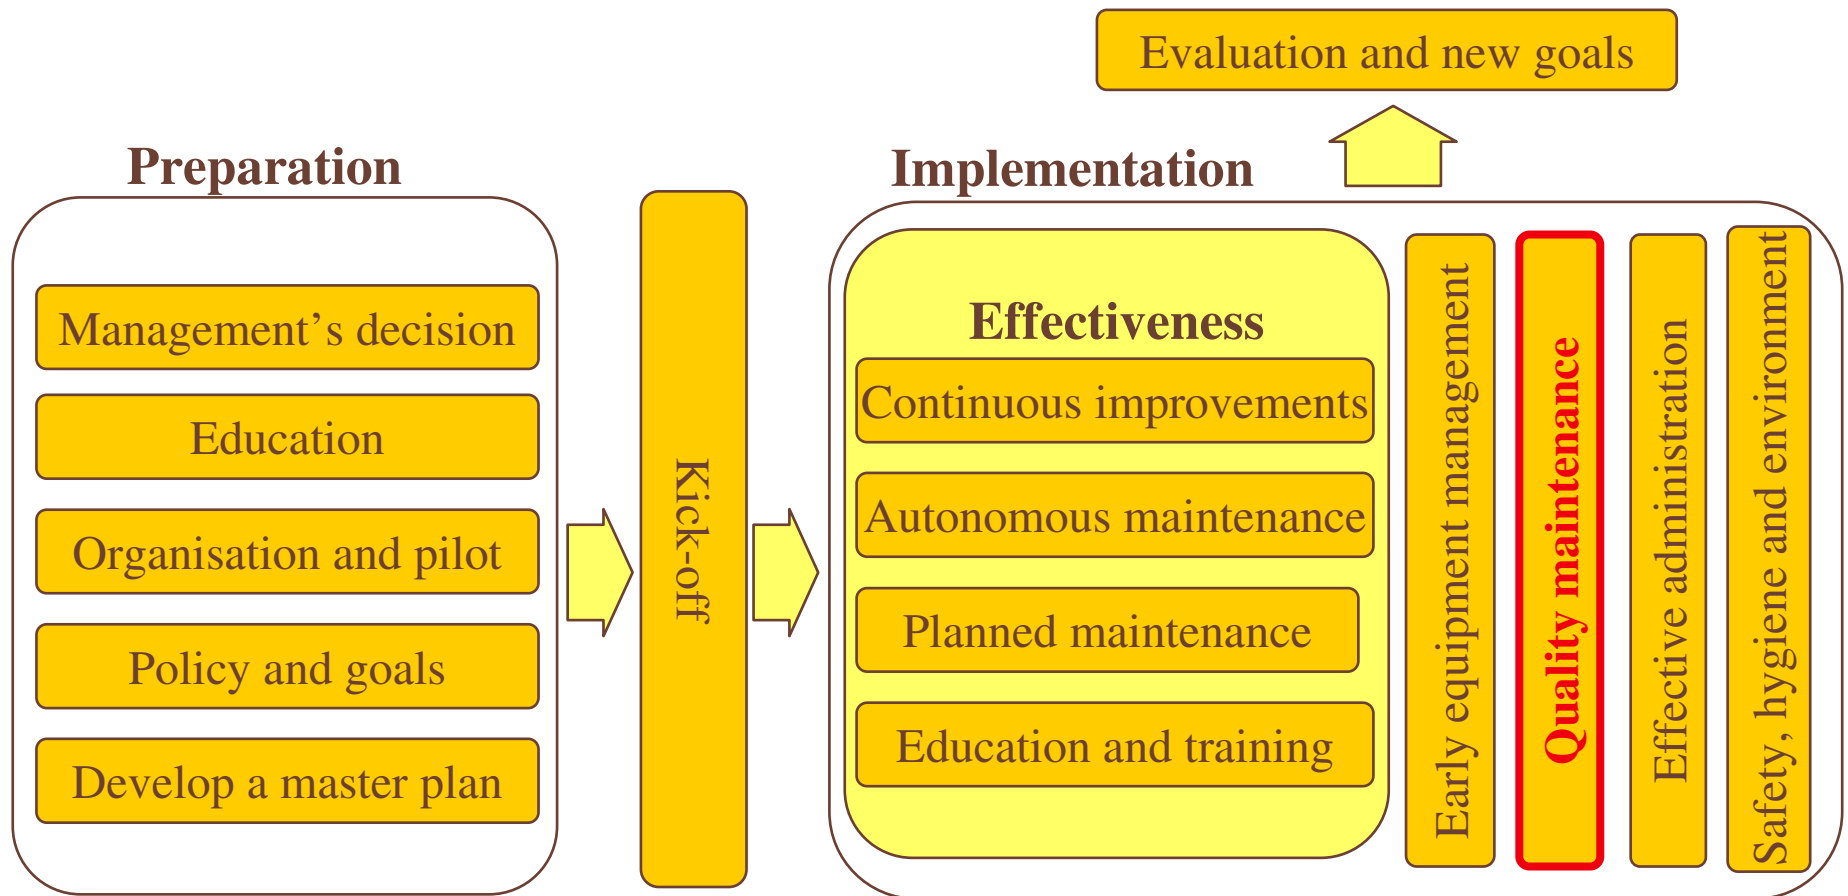 Evaluation and new goals
Preparation
Management’s decision
Education
Organisation and pilot
Policy and goals
Develop a master plan
Kick-off
Implementation
Effectiveness
Continuous improvements
Autonomous maintenance
Planned maintenance
Education and training
Early equipment management
Quality maintenance
Effective administration
Safety, hygiene and environment